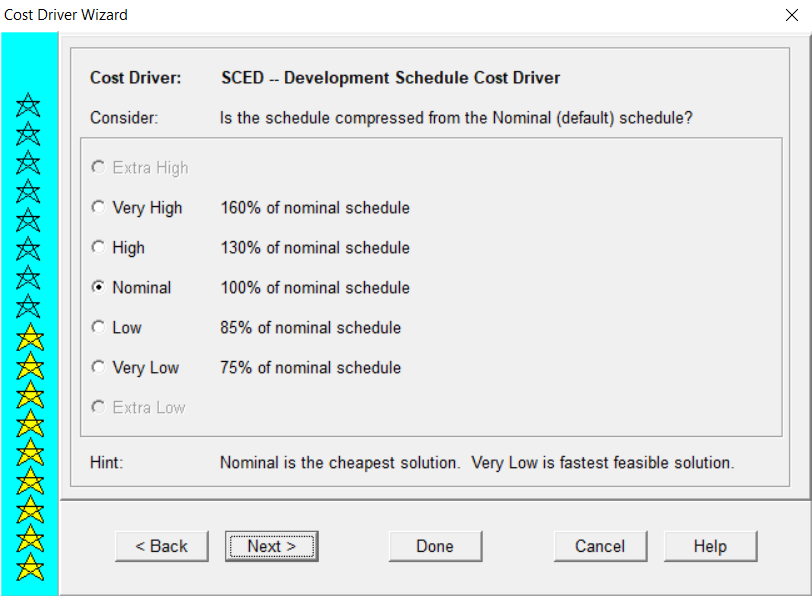 Cost Driver Wizard
Cost Driver: SCED -- Development Schedule Cost Driver
Consider: Is the schedule compressed from the Nominal (default) schedule?
Extra High
Very High 160% of nominal schedule
High 130% of nominal schedule
Nominal 100% of nominal schedule
Low 85% of nominal schedule
Very Low 75% of nominal schedule
Extra Low
Hint: Nominal is the cheapest solution. Very Low is fastest feasible solution.
< Back Next > Done Cancel Help